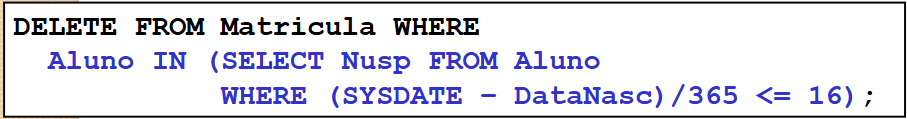 DELETE FROM Matricula WHERE
Aluno IN (SELECT Nusp FROM Aluno
WHERE (SYSDATE – DataNasc)/365 <= 16);